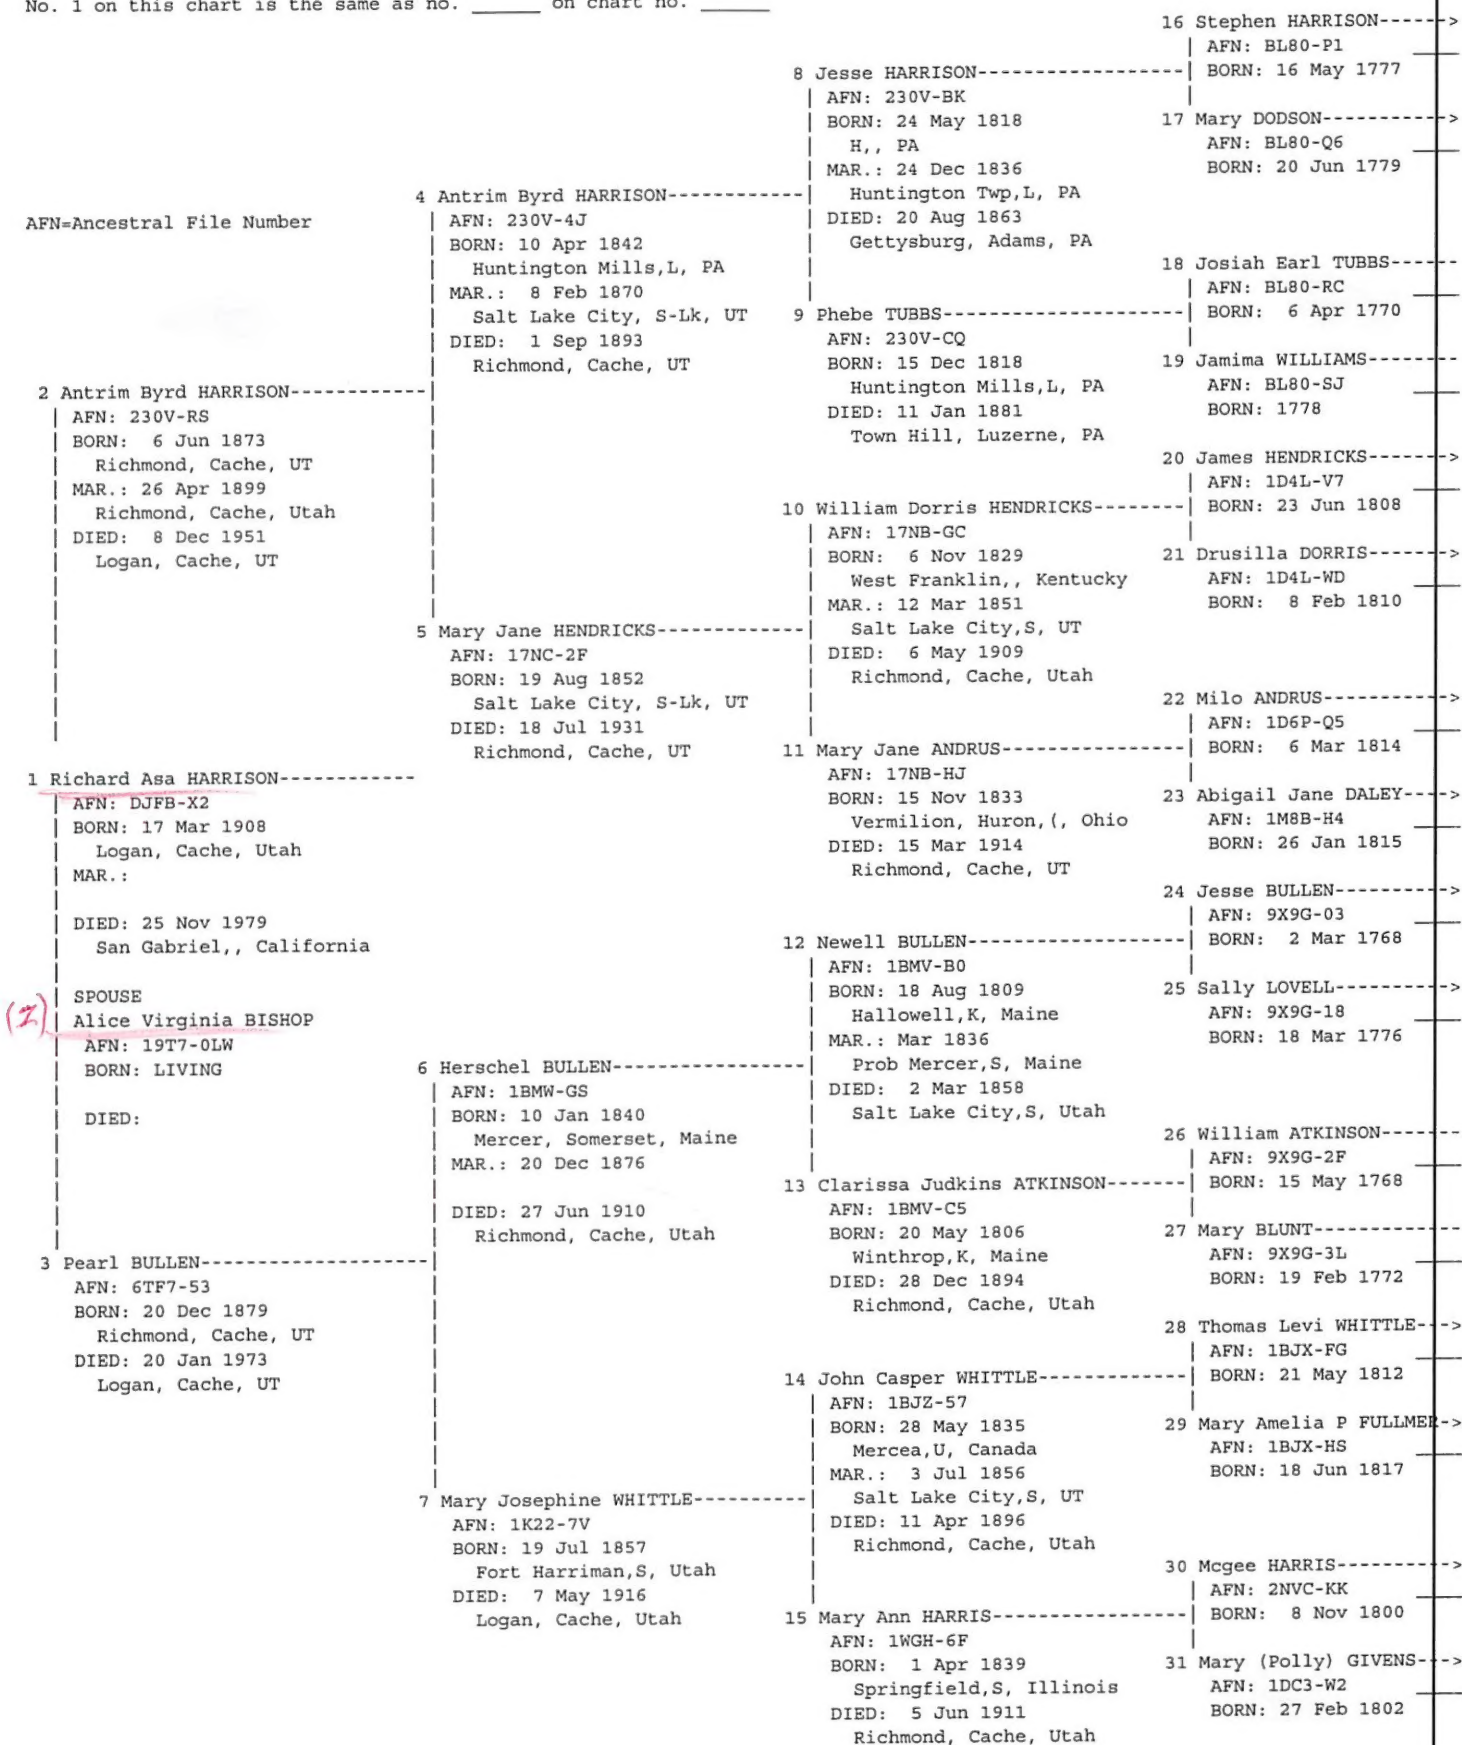 No. 1 on this chart is the same as no. ______ on chart no. ______
AFN=Ancestral File Number
2 Antrim Byrd HARRISON------------
AFN: 230V-RS
BORN: 6 Jun 1873
Richmond, Cache, UT
MAR.: 26 Apr 1899
Richmond, Cache, Utah
DIED: 8 Dec 1951
Logan, Cache, UT
1 Richard Asa HARRISON------------
AFN: DJFB-X2
BORN: 17 Mar 1908
Logan, Cache, Utah
MAR.:
DIED: 25 Nov 1979
San Gabriel,, California
SPOUSE
Alice Virginia BISHOP
AFN: 19T7-0LW
BORN: LIVING
DIED:
3 Pearl BULLEN-------------------
AFN: 6TF7-53
BORN: 20 Dec 1879
Richmond, Cache, UT
DIED: 20 Jan 1973
Logan, Cache, UT
4 Antrim Byrd HARRISON------------
AFN: 230V-4J
BORN: 10 Apr 1842
Huntington Mills,L, PA
MAR.: 8 Feb 1870
Salt Lake City, S-Lk, UT
DIED: 1 Sep 1893
Richmond, Cache, UT
5 Mary Jane HENDRICKS-------------
AFN: 17NC-2F
BORN: 19 Aug 1852
Salt Lake City, S-Lk, UT
DIED: 18 Jul 1931
Richmond, Cache, UT
6 Herschel BULLEN----------------
AFN: 1BMW-GS
BORN: 10 Jan 1840
Mercer, Somerset, Maine
MAR.: 20 Dec 1876
DIED: 27 Jun 1910
Richmond, Cache, Utah
7 Mary Josephine WHITTLE----------
AFN: 1K22-7V
BORN: 19 Jul 1857
Fort Harriman,S, Utah
DIED: 7 May 1916
Logan, Cache, Utah
8 Jesse HARRISON------------------
AFN: 230V-BK
BORN: 24 May 1818
H,, PA
MAR.: 24 Dec 1836
Huntington Twp,L, PA
DIED: 20 Aug 1863
Gettysburg, Adams, PA
9 Phebe TUBBS---------------------
AFN: 230V-CQ
BORN: 15 Dec 1818
Huntington Mills,L, PA
DIED: 11 Jan 1881
Town Hill, Luzerne, PA
10 William Dorris HENDRICKS--------
AFN: 17NB-GC
BORN: 6 Nov 1829
West Franklin,, Kentucky
MAR.: 12 Mar 1851
Salt Lake City,S, UT
DIED: 6 May 1909
Richmond, Cache, Utah
11 Mary Jane ANDRUS----------------
AFN: 17NB-HJ
BORN: 15 Nov 1833
Vermilion, Huron,(, Ohio
DIED: 15 Mar 1914
Richmond, Cache, UT
12 Newell BULLEN-------------------
AFN: 1BMV-B0
BORN: 18 Aug 1809
Hallowell,K, Maine
MAR.: Mar 1836
Prob Mercer,S, Maine
DIED: 2 Mar 1858
Salt Lake City,S, Utah
13 Clarissa Judkins ATKINSON-------
AFN: 1BMV-C5
BORN: 20 May 1806
Winthrop,K, Maine
DIED: 28 Dec 1894
Richmond, Cache, Utah
14 John Casper WHITTLE-------------
AFN: 1BJZ-57
BORN: 28 May 1835
Mercea,U, Canada
MAR.: 3 Jul 1856
Salt Lake City,S, UT
DIED: 11 Apr 1896
Richmond, Cache, Utah
15 Mary Ann HARRIS-----------------
AFN: 1WGH-6F
BORN: 1 Apr 1839
Springfield,S, Illinois
DIED: 5 Jun 1911
Richmond, Cache, Utah
16 Stephen HARRISON------>
AFN: BL80-P1
BORN: 16 May 1777
17 Mary DODSON----------->
AFN: BL80-Q6
BORN: 20 Jun 1779
18 Josiah Earl TUBBS------
AFN: BL80-RC
BORN: 6 Apr 1770
19 Jamima WILLIAMS--------
AFN: BL80-SJ
BORN: 1778
20 James HENDRICKS------->
AFN: 1D4L-V7
BORN: 23 Jun 1808
21 Drusilla DORRIS------->
AFN: 1D4L-WD
BORN: 8 Feb 1810
22 Milo ANDRUS----------->
AFN: 1D6P-Q5
BORN: 6 Mar 1814
23 Abigail Jane DALEY---->
AFN: 1M8B-H4
BORN: 26 Jan 1815
24 Jesse BULLEN---------->
AFN: 9X9G-03
BORN: 2 Mar 1768
25 Sally LOVELL---------->
AFN: 9X9G-18
BORN: 18 Mar 1776
26 William ATKINSON-------
AFN: 9X9G-2F
BORN: 15 May 1768
27 Mary BLUNT-------------
AFN: 9X9G-3L
BORN: 19 Feb 1772
28 Thomas Levi WHITTLE--->
AFN: 1BJX-FG
BORN: 21 May 1812
29 Mary Amelia P FULLMER->
AFN: 1BJX-HS
BORN: 18 Jun 1817
30 Mcgee HARRIS---------->
AFN: 2NVC-KK
BORN: 8 Nov 1800
31 Mary (Polly) GIVENS--->
AFN: 1DC3-W2
BORN: 27 Feb 1802